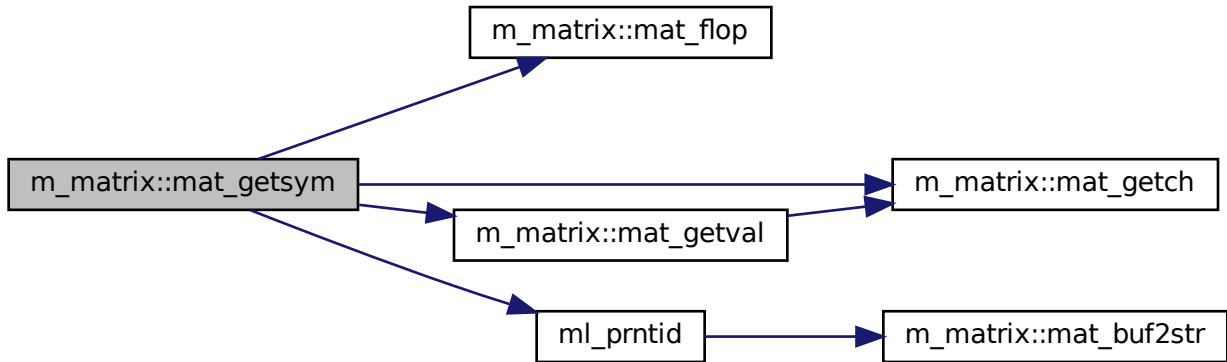 m_matrix::mat_flop
m_matrix::mat_getsym
m_matrix::mat_getch
m_matrix::mat_getval
ml_prntid
m_matrix::mat_buf2str